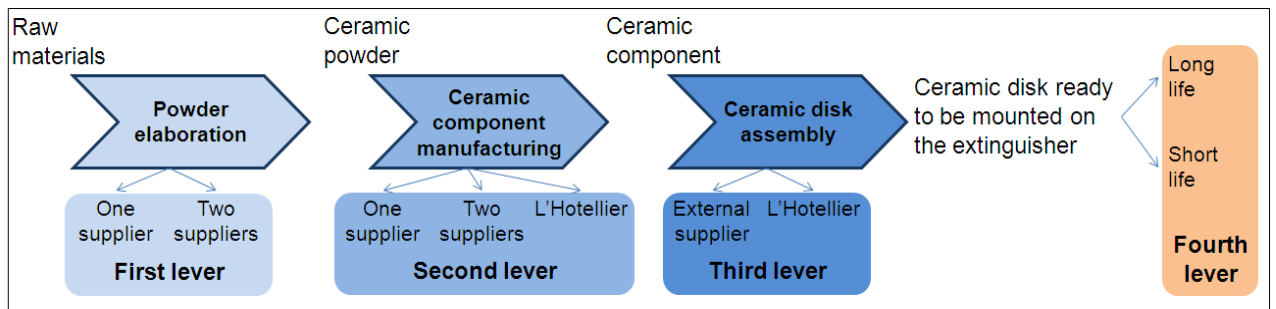 Raw
materials
Powder
elaboration
One
supplier
Two
suppliers
First lever
Ceramic
powder
Ceramic
component
manufacturing
One
supplier
Two
suppliers
L'Hotellier
Second lever
Ceramic
component
Ceramic disk
assembly
External
supplier
L'Hotellier
Third lever
Ceramic disk ready
to be mounted on
the extinguisher
Long
life
Short
life
Fourth
lever